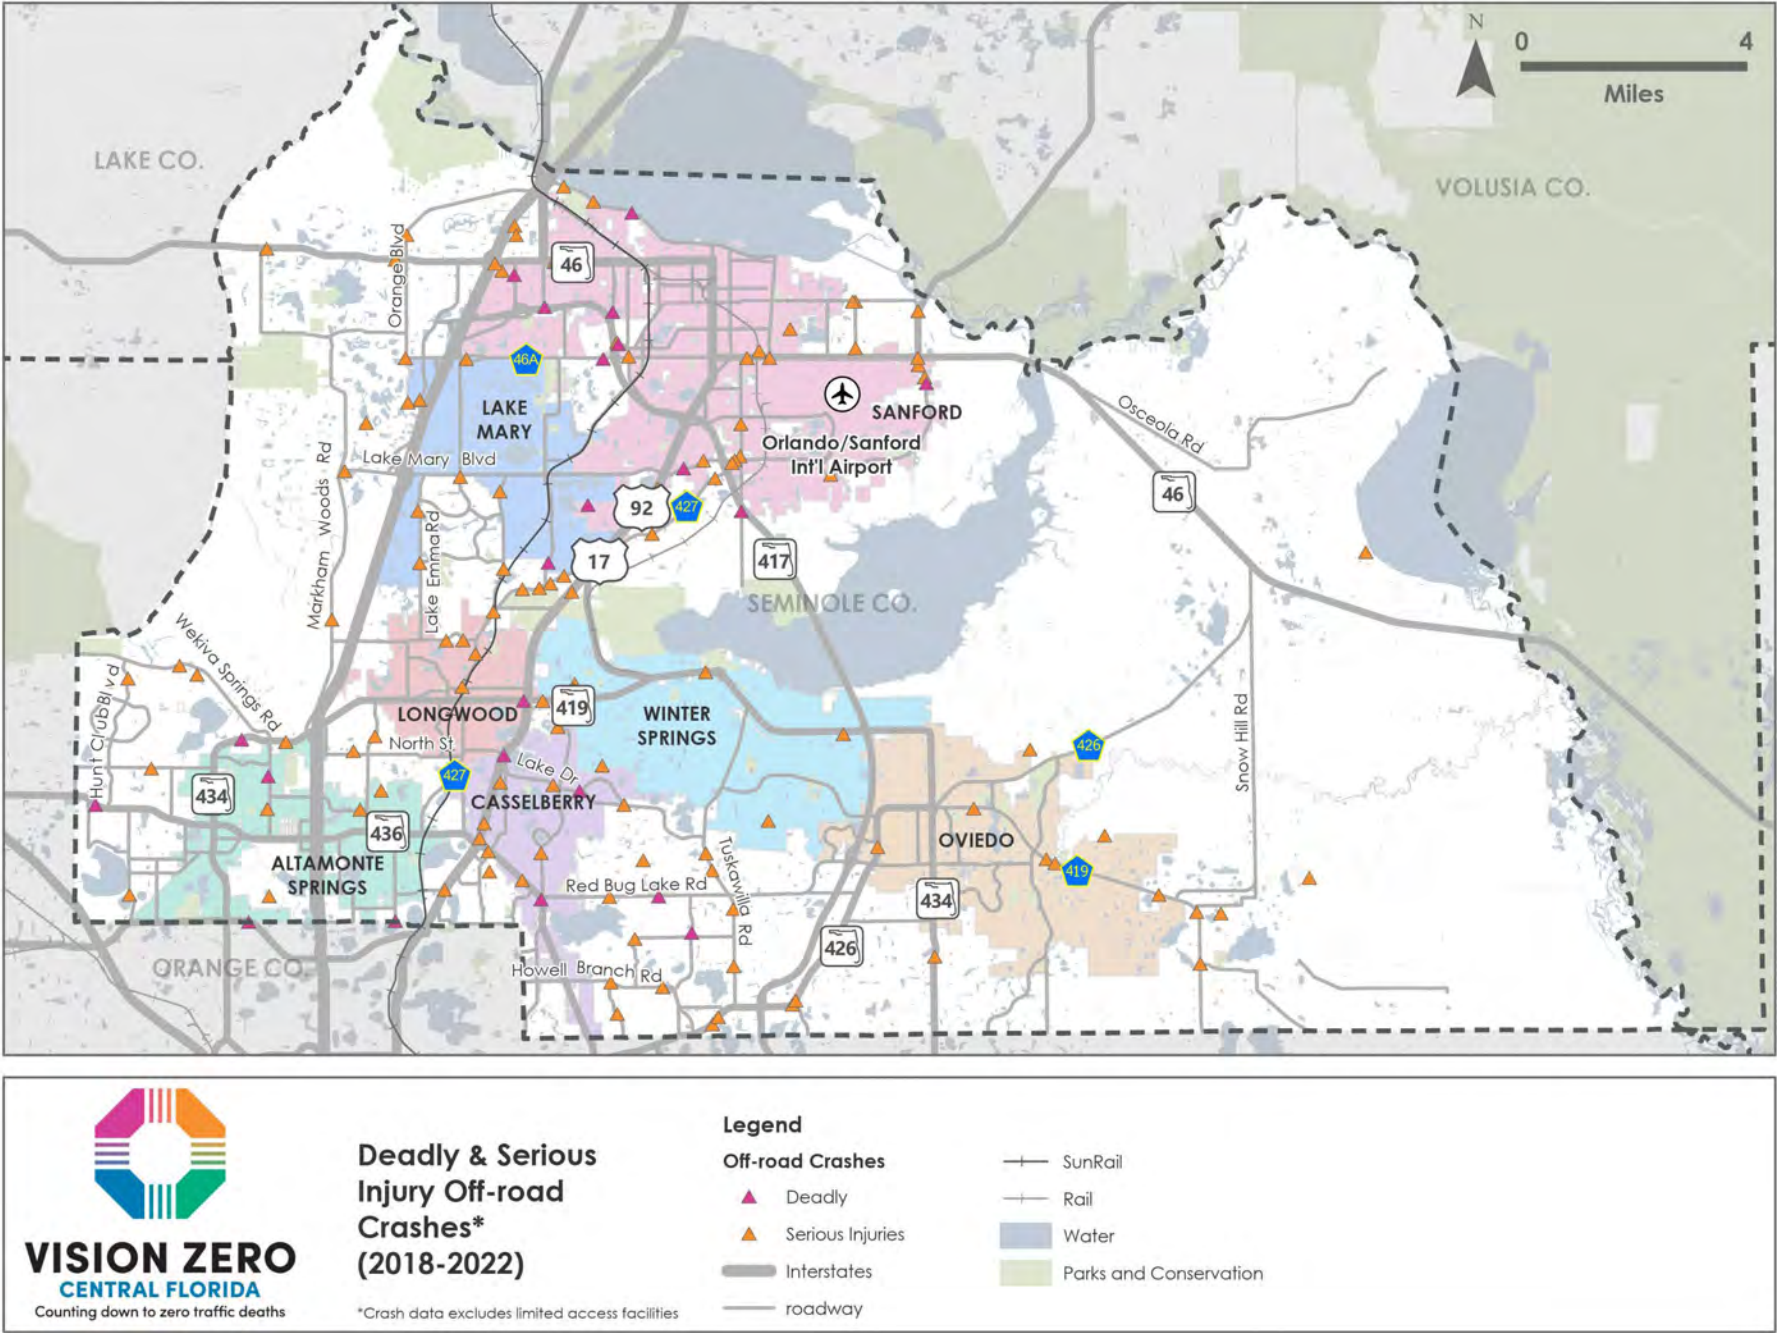 N
0 4
Miles
LAKE CO.
VOLUSIA CO.
46
Orange Blvd
46A
LAKE
MARY
SANFORD
Orlando/Sanford
Int'l Airport
Osceola Rd
Lake Mary Blvd
Markham Woods Rd
46
92
427
Lake Emma Rd
17
417
SEMINOLE CO.
Wekiva Springs Rd
Hunt Club Blvd
LONGWOOD
419
WINTER
SPRINGS
Snow Hill Rd
North St
426
Lake Dr
427
434
CASSELBERRY
436
OVIEDO
ALTAMONTE
SPRINGS
Tuskawilla Rd
419
Red Bug Lake Rd
434
426
ORANGE CO.
Howell Branch Rd
VISION ZERO
CENTRAL FLORIDA
Counting down to zero traffic deaths
Deadly & Serious
Injury Off-road
Crashes*
(2018-2022)
*Crash data excludes limited access facilities
Legend
Off-road Crashes
Deadly
Serious Injuries
Interstates
roadway
SunRail
Rail
Water
Parks and Conservation